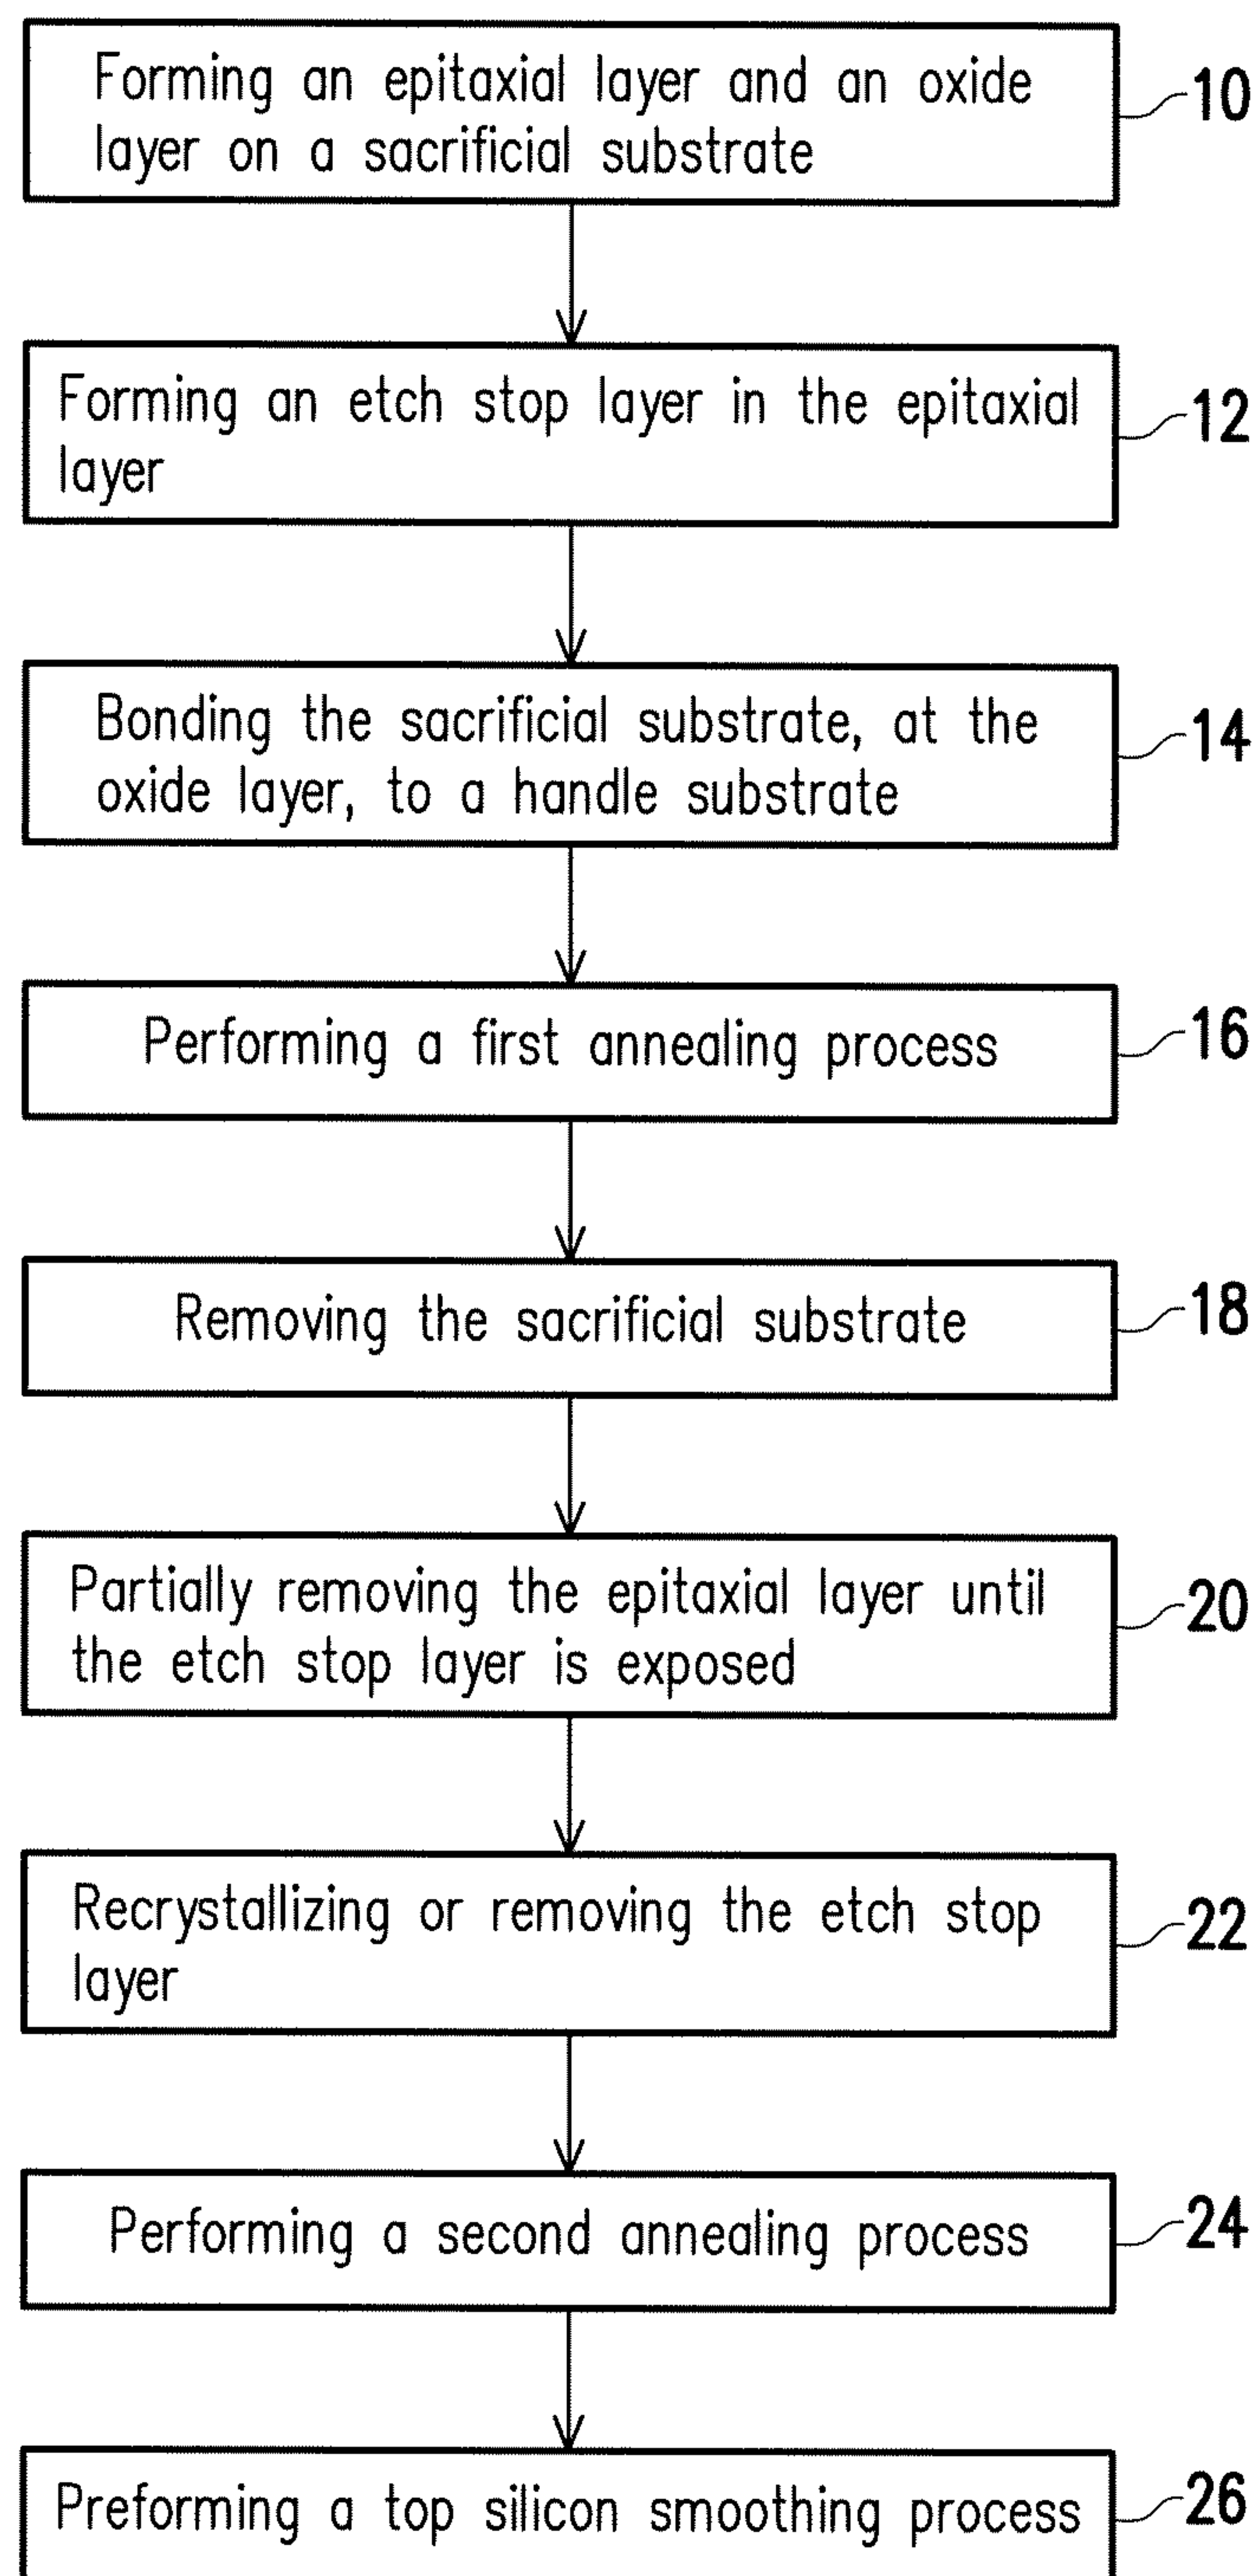 Forming an epitaxial layer and an oxide
layer on a sacrificial substrate
10
Forming an etch stop layer in the epitaxial
layer
12
Bonding the sacrificial substrate, at the
oxide layer, to a handle substrate
14
Performing a first annealing process
16
Removing the sacrificial substrate
18
Partially removing the epitaxial layer until
the etch stop layer is exposed
20
Recrystallizing or removing the etch stop
layer
22
Performing a second annealing process
24
Preforming a top silicon smoothing process
26